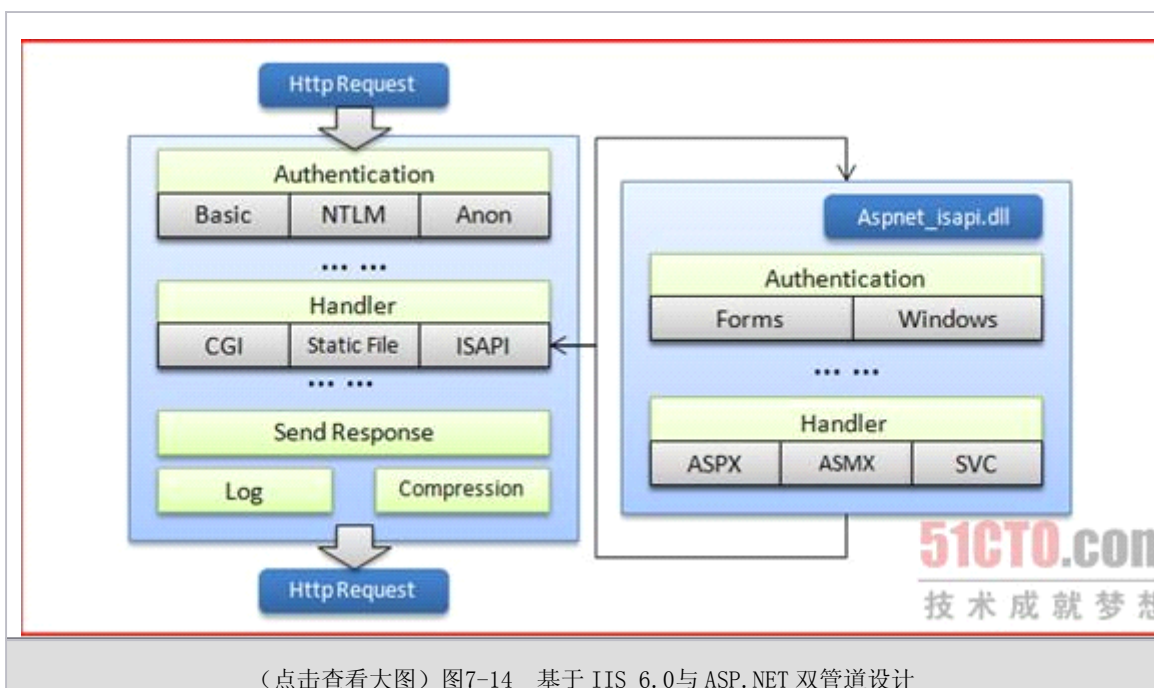 Http Request
Authentication
Basic NTLM Anon
... ...
Handler
CGI Static File ISAPI
... ...
Send Response
Log Compression
Http Request
Aspnet_isapi.dll
Authentication
Forms Windows
... ...
Handler
ASPX ASMX SVC
51CTO.com
技术成就梦想
（点击查看大图）图7-14 基于 IIS 6.0与 ASP.NET 双管道设计